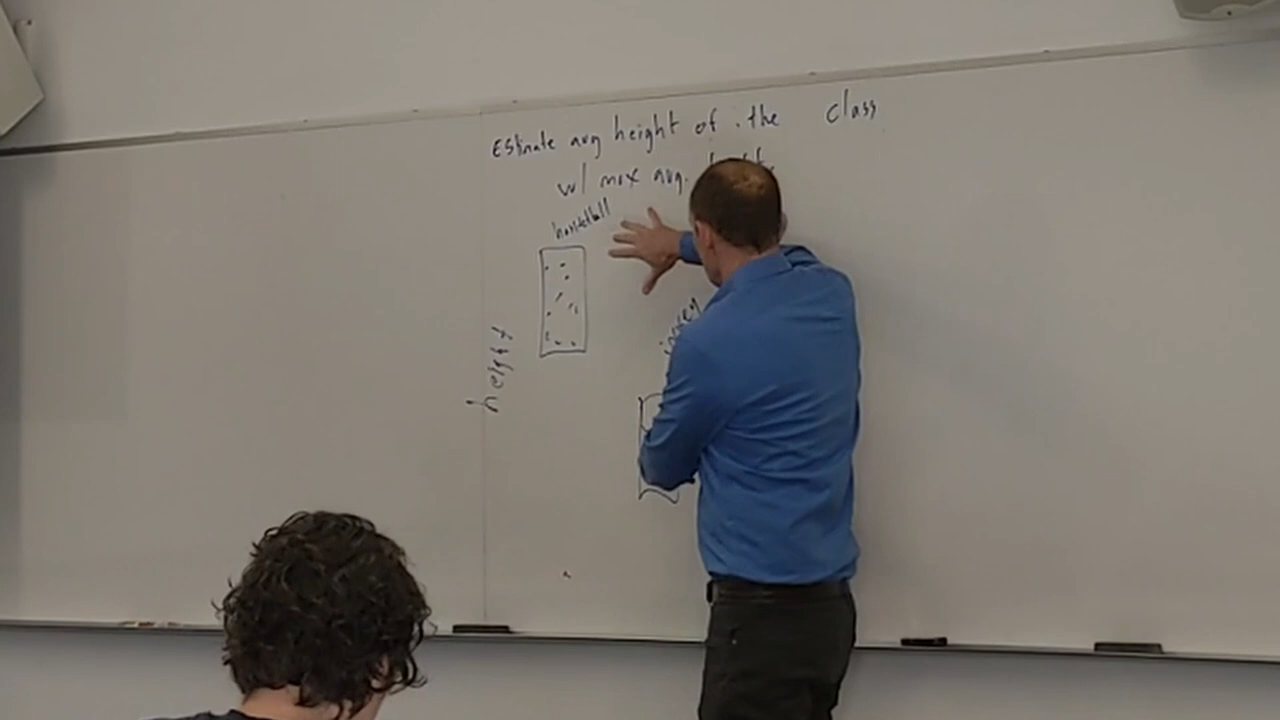 Estimate avg height of the class
w/ max avg.
basketball
height